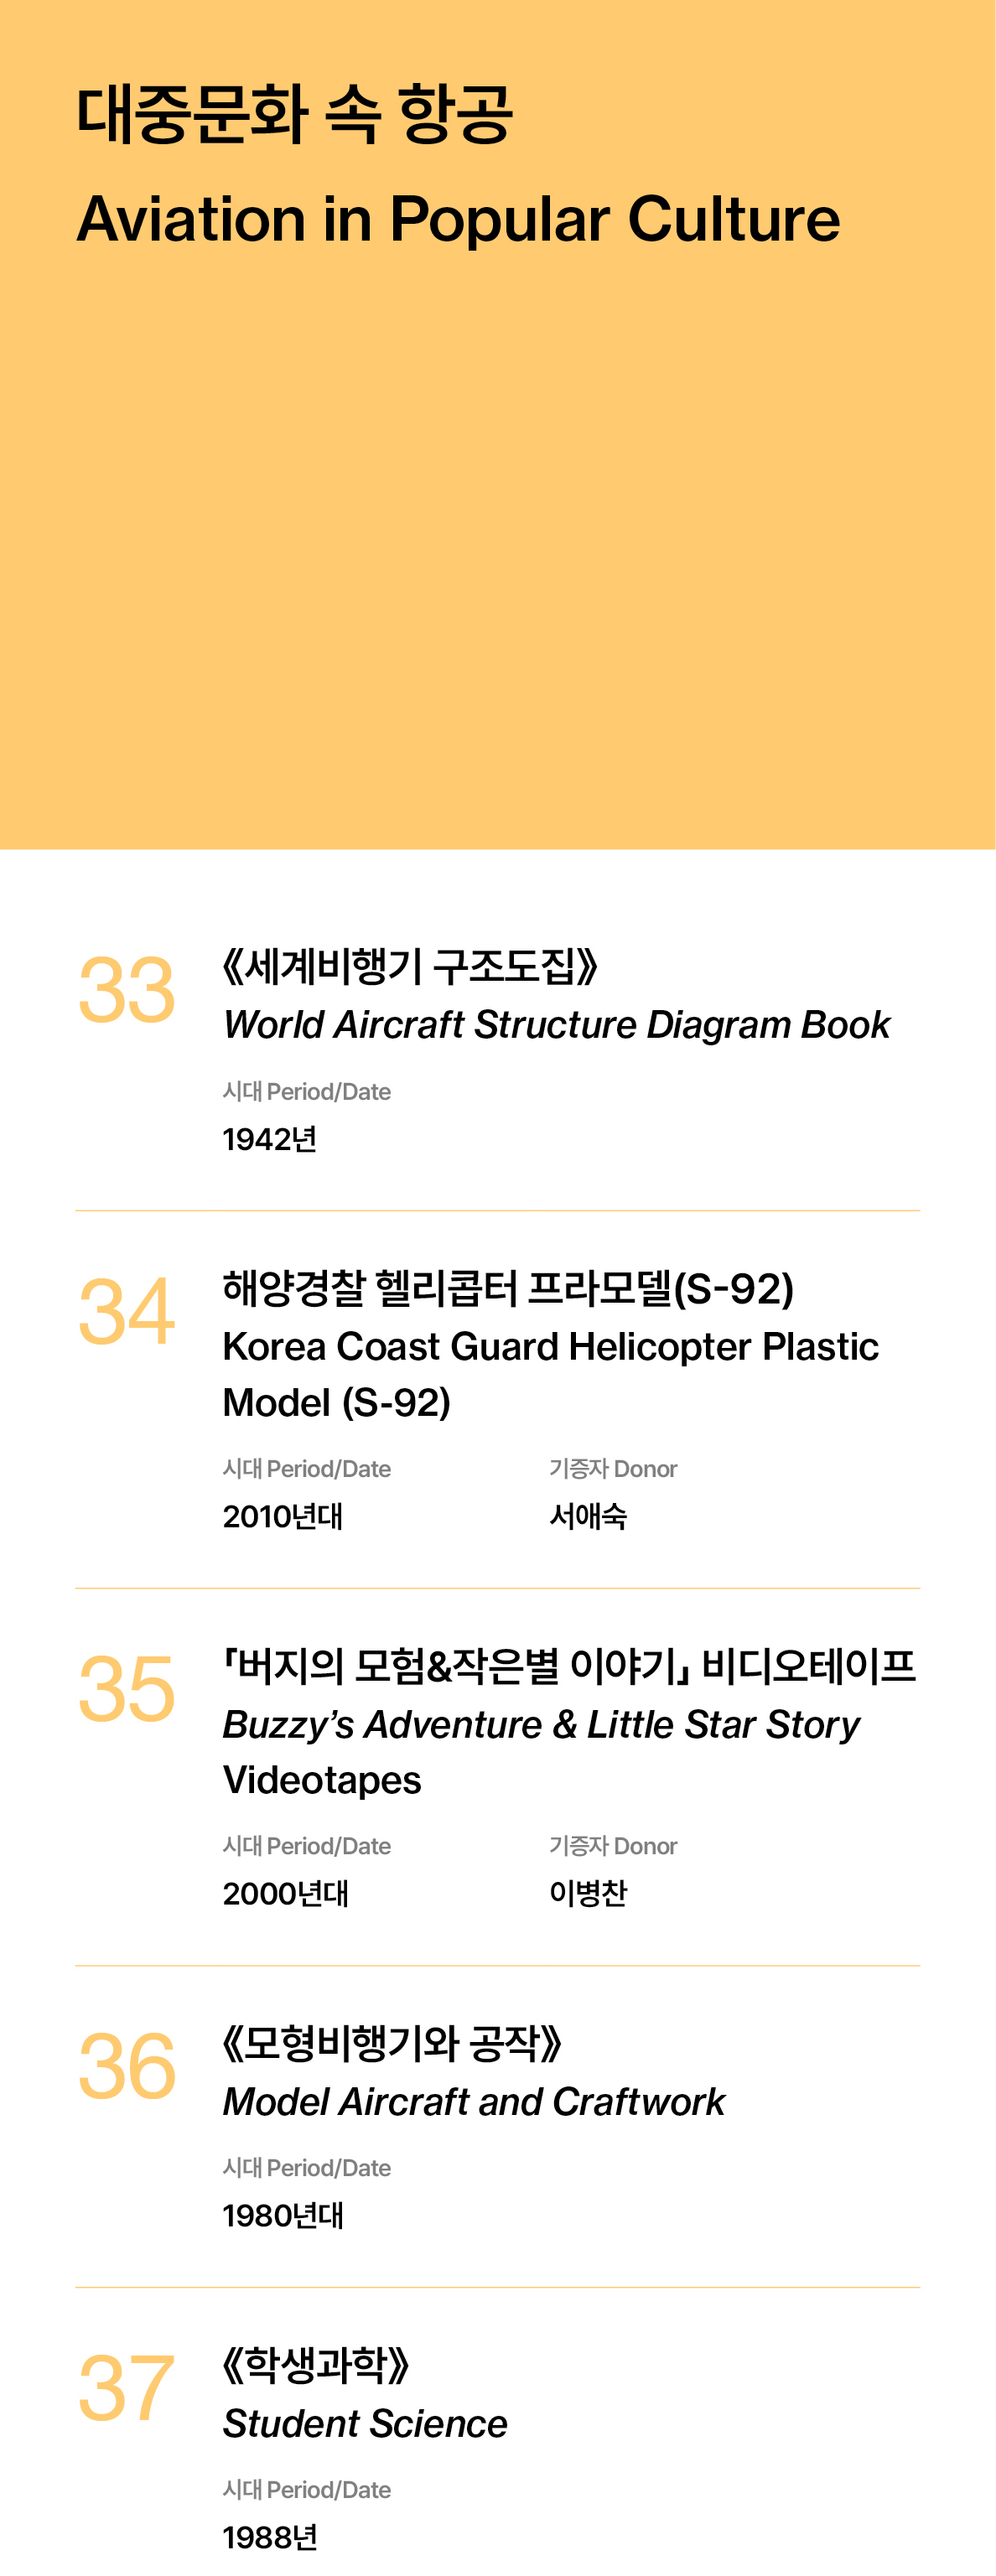 대중문화 속 항공
Aviation in Popular Culture
33
《세계비행기 구조도집》
World Aircraft Structure Diagram Book
시대 Period/Date
1942년
34
해양경찰 헬리콥터 프라모델(S-92)
Korea Coast Guard Helicopter Plastic
Model (S-92)
시대 Period/Date
기증자 Donor
2010년대
서애숙
35
「버지의 모험&작은별 이야기」 비디오테이프
Buzzy’s Adventure & Little Star Story
Videotapes
시대 Period/Date
기증자 Donor
2000년대
이병찬
36
《모형비행기와 공작》
Model Aircraft and Craftwork
시대 Period/Date
1980년대
37
《학생과학》
Student Science
시대 Period/Date
1988년